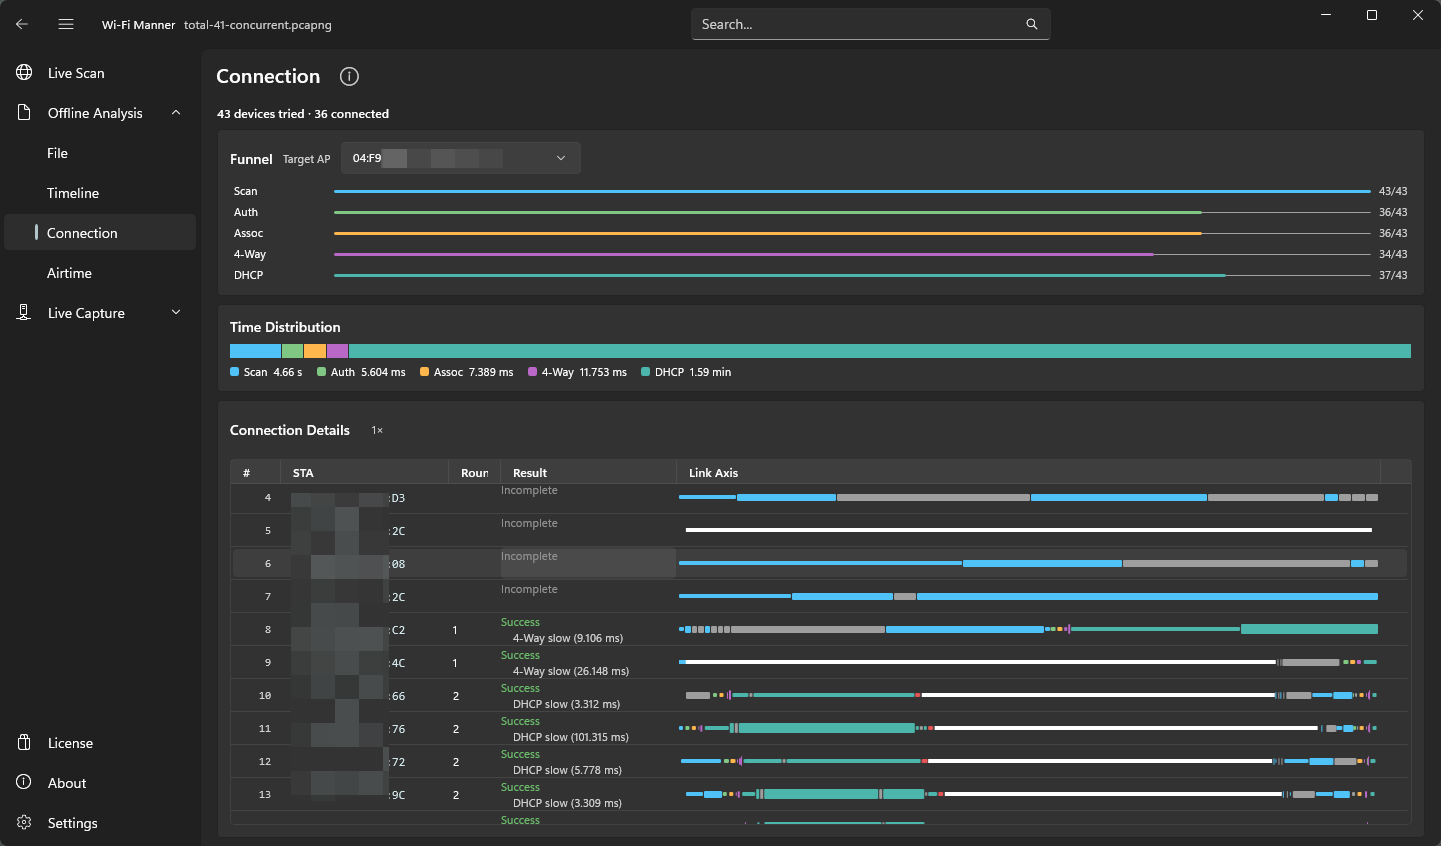 Wi-Fi Manner total-41-concurrent.pcapng
Search...
Live Scan
Offline Analysis
File
Timeline
Connection
Airtime
Live Capture
License
About
Settings
Connection
43 devices tried · 36 connected
Funnel Target AP 04:F9
Scan 43/43
Auth 36/43
Assoc 36/43
4-Way 34/43
DHCP 37/43
Time Distribution
Scan 4.66 s Auth 5.604 ms Assoc 7.389 ms 4-Way 11.753 ms DHCP 1.59 min
Connection Details 1×
# STA Roun Result Link Axis
4 :D3 Incomplete
5 :2C Incomplete
6 :08 Incomplete
7 :2C Incomplete
8 :C2 1 Success
4-Way slow (9.106 ms)
9 :4C 1 Success
4-Way slow (26.148 ms)
10 :66 2 Success
DHCP slow (3.312 ms)
11 :76 2 Success
DHCP slow (101.315 ms)
12 :72 2 Success
DHCP slow (5.778 ms)
13 :9C 2 Success
DHCP slow (3.309 ms)
Success